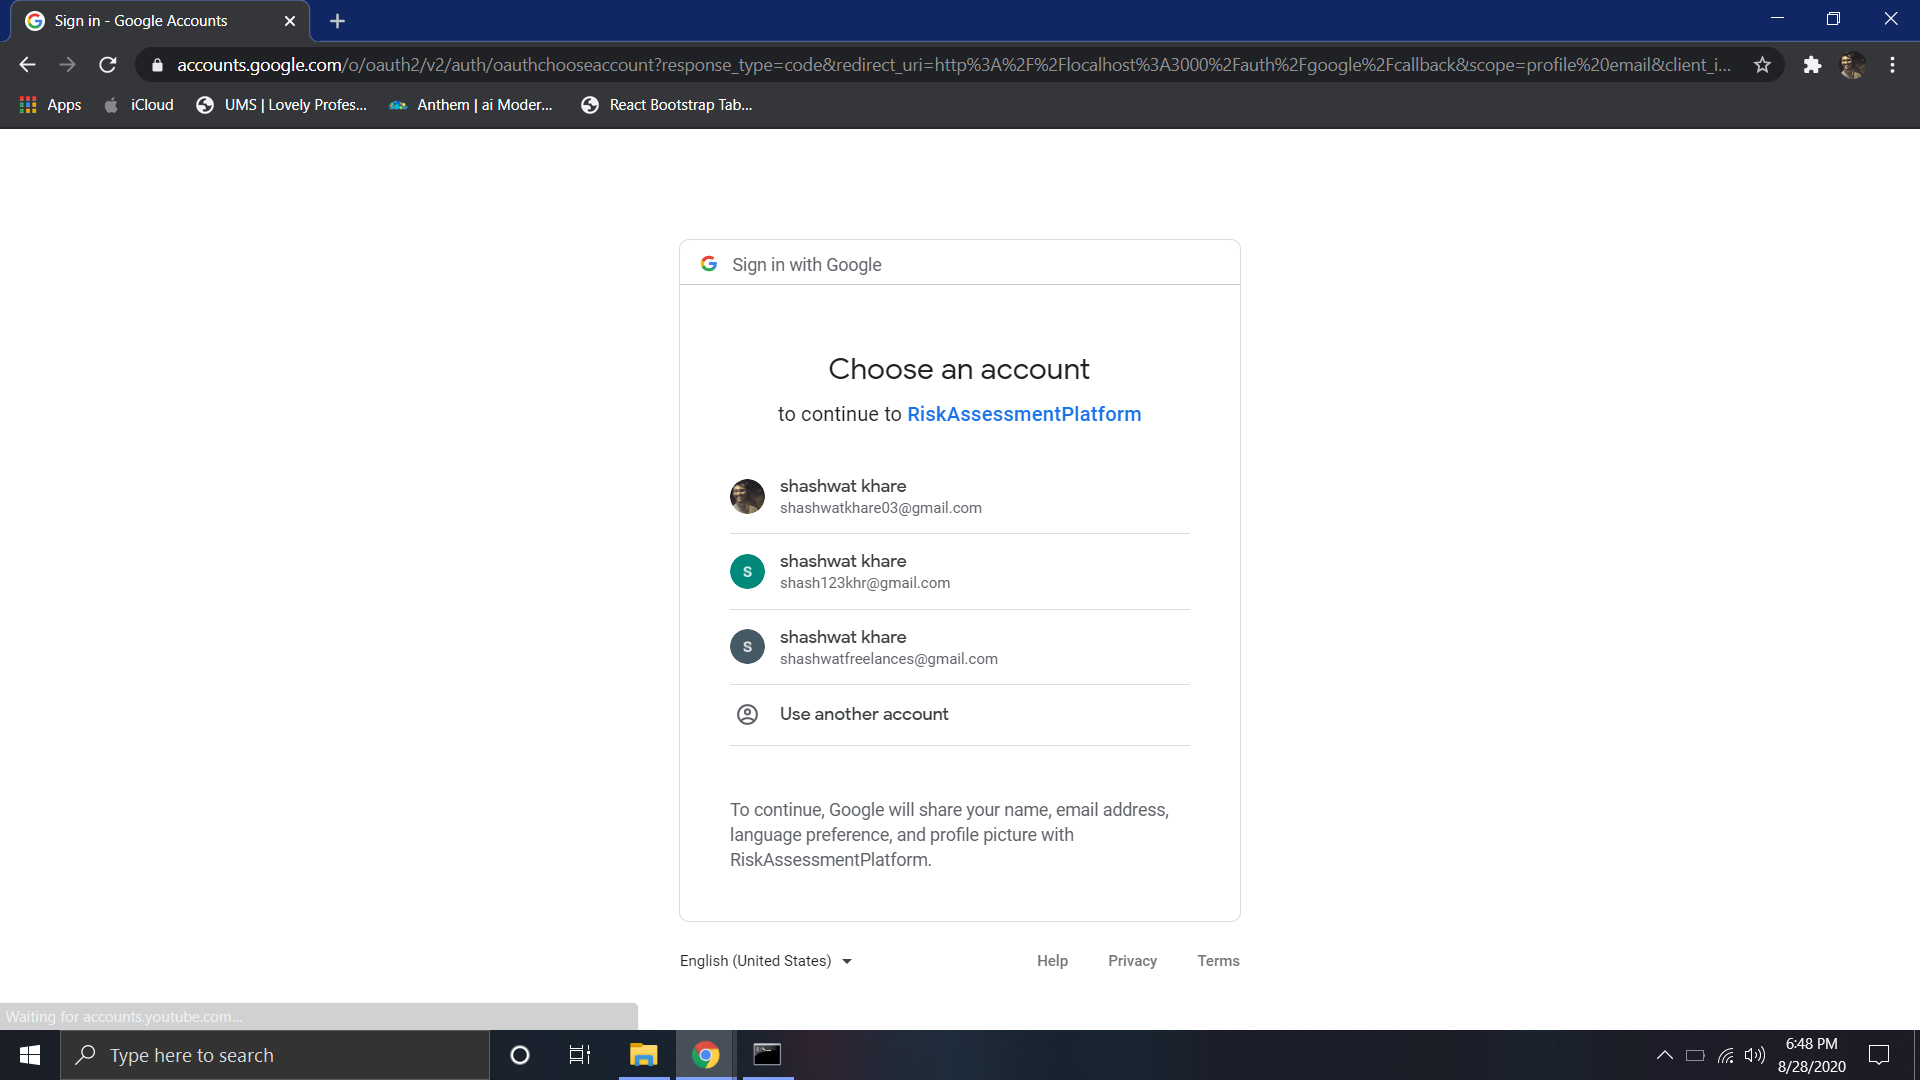 Sign in - Google Accounts
accounts.google.com/o/oauth2/v2/auth/oauthchooseaccount?response_type=code&redirect_uri=http%3A%2F%2Flocalhost%3A3000%2Fauth%2Fgoogle%2Fcallback&scope=profile%20email&client_i...
Apps iCloud UMS | Lovely Profes... Anthem | ai Moder... React Bootstrap Tab...
Sign in with Google
Choose an account
to continue to RiskAssessmentPlatform
shashwat khare
shashwatkhare03@gmail.com
S
shashwat khare
shash123khr@gmail.com
S
shashwat khare
shashwatfreelances@gmail.com
Use another account
To continue, Google will share your name, email address,
language preference, and profile picture with
RiskAssessmentPlatform.
English (United States) Help Privacy Terms
Waiting for accounts.youtube.com...
Type here to search
6:48 PM
8/28/2020